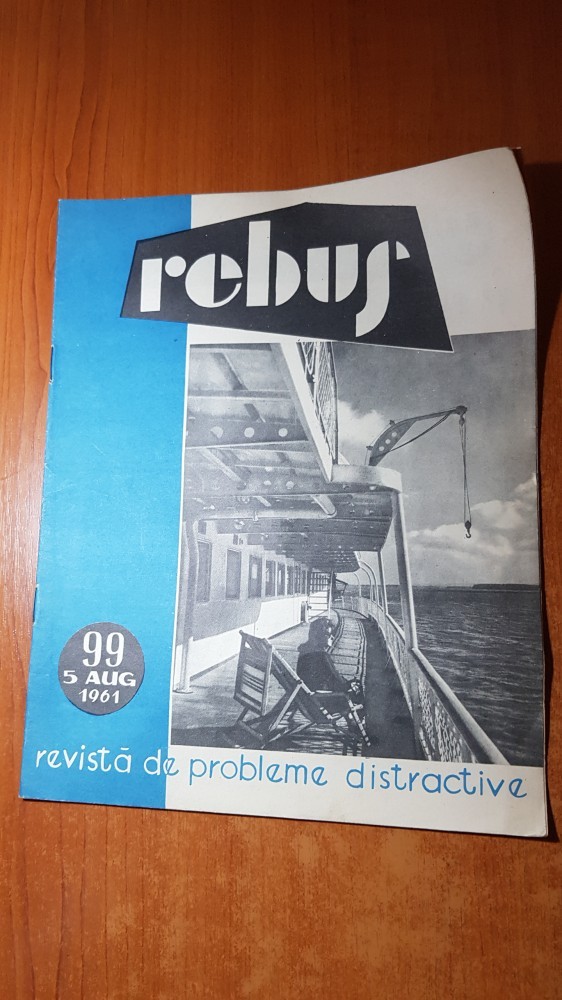 rebus
99
5 AUG
1961
revistă de probleme distractive